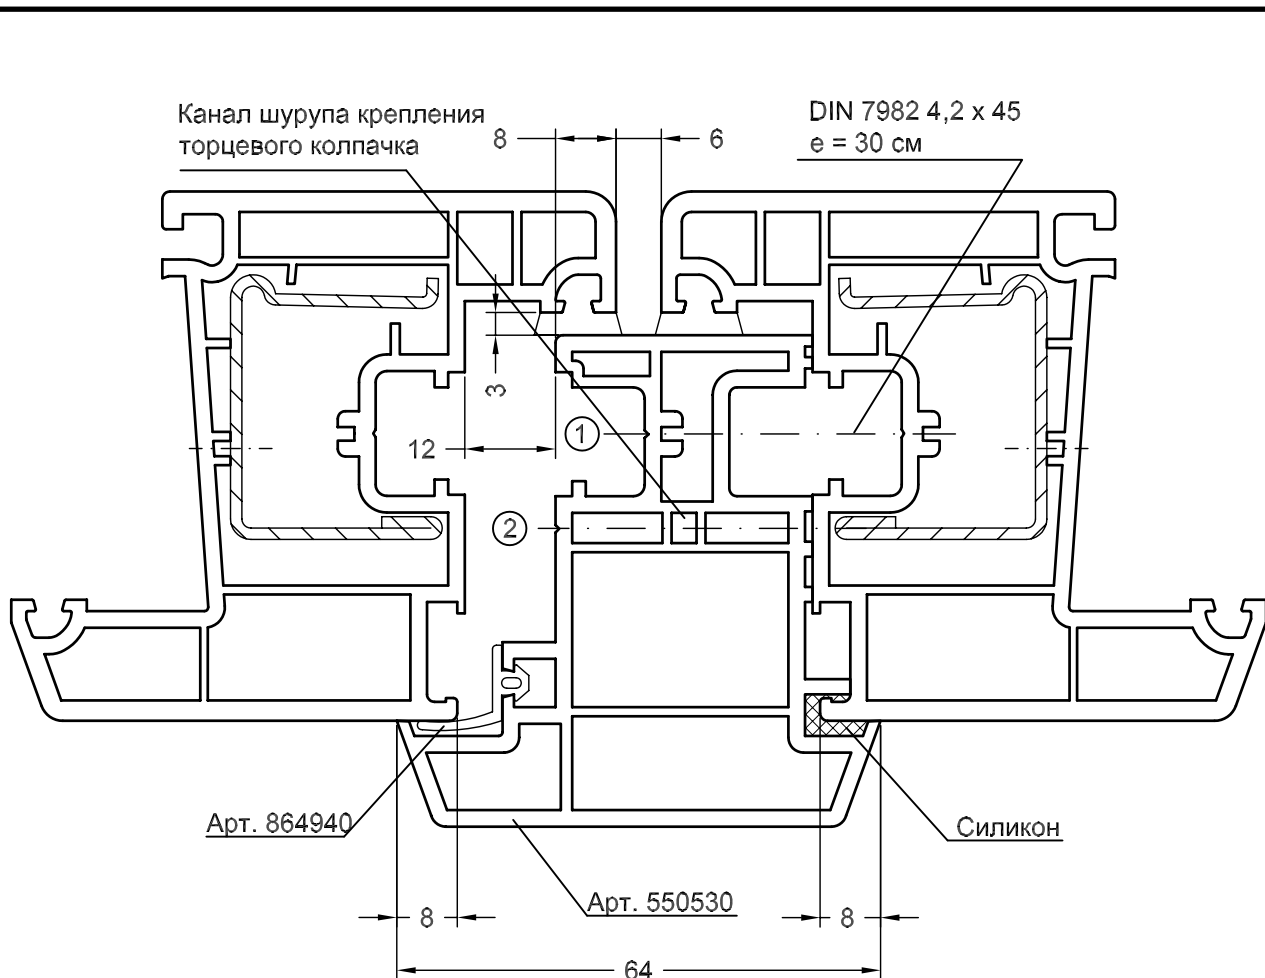 Канал шурупа крепления
торцевого колпачка
8
6
DIN 7982 4,2 x 45
e = 30 см
3
12
1
2
Арт. 864940
Силикон
Арт. 550530
8
8
64